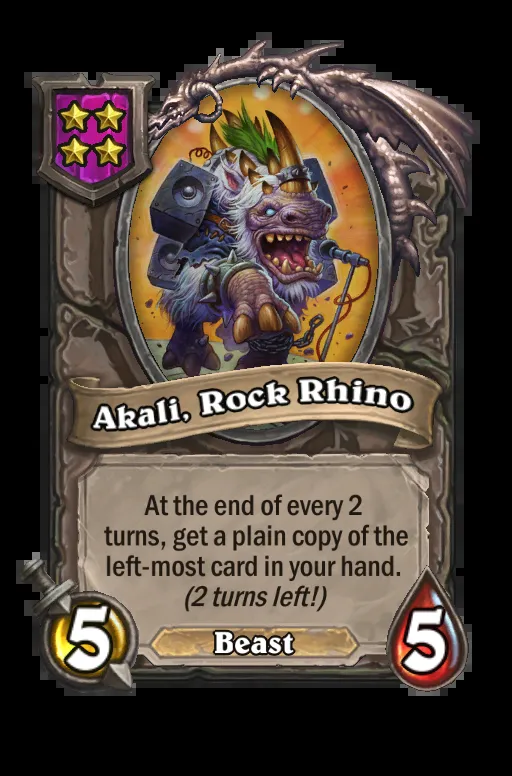 Akali, Rock Rhino
At the end of every 2
turns, get a plain copy of the
left-most card in your hand.
(2 turns left!)
5
Beast
5